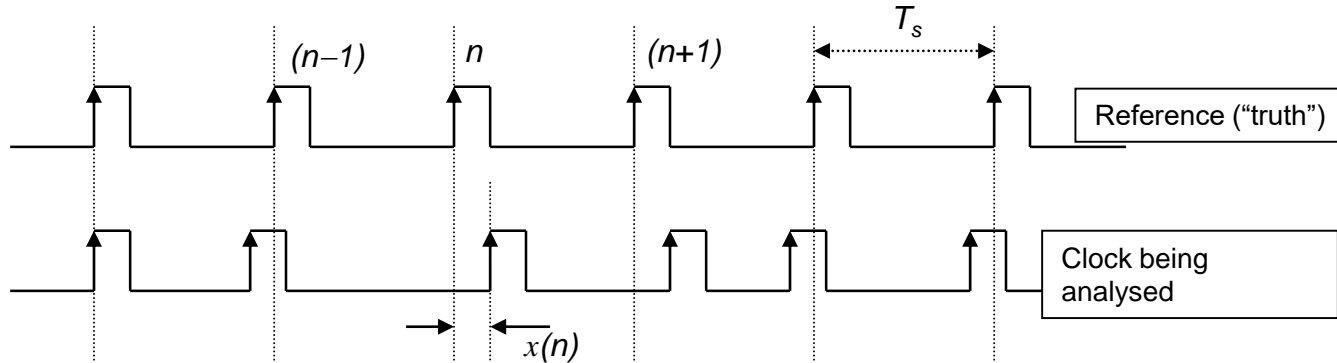 T_s
(n−1)
n
(n+1)
Reference (“truth”)
Clock being
analysed
x(n)